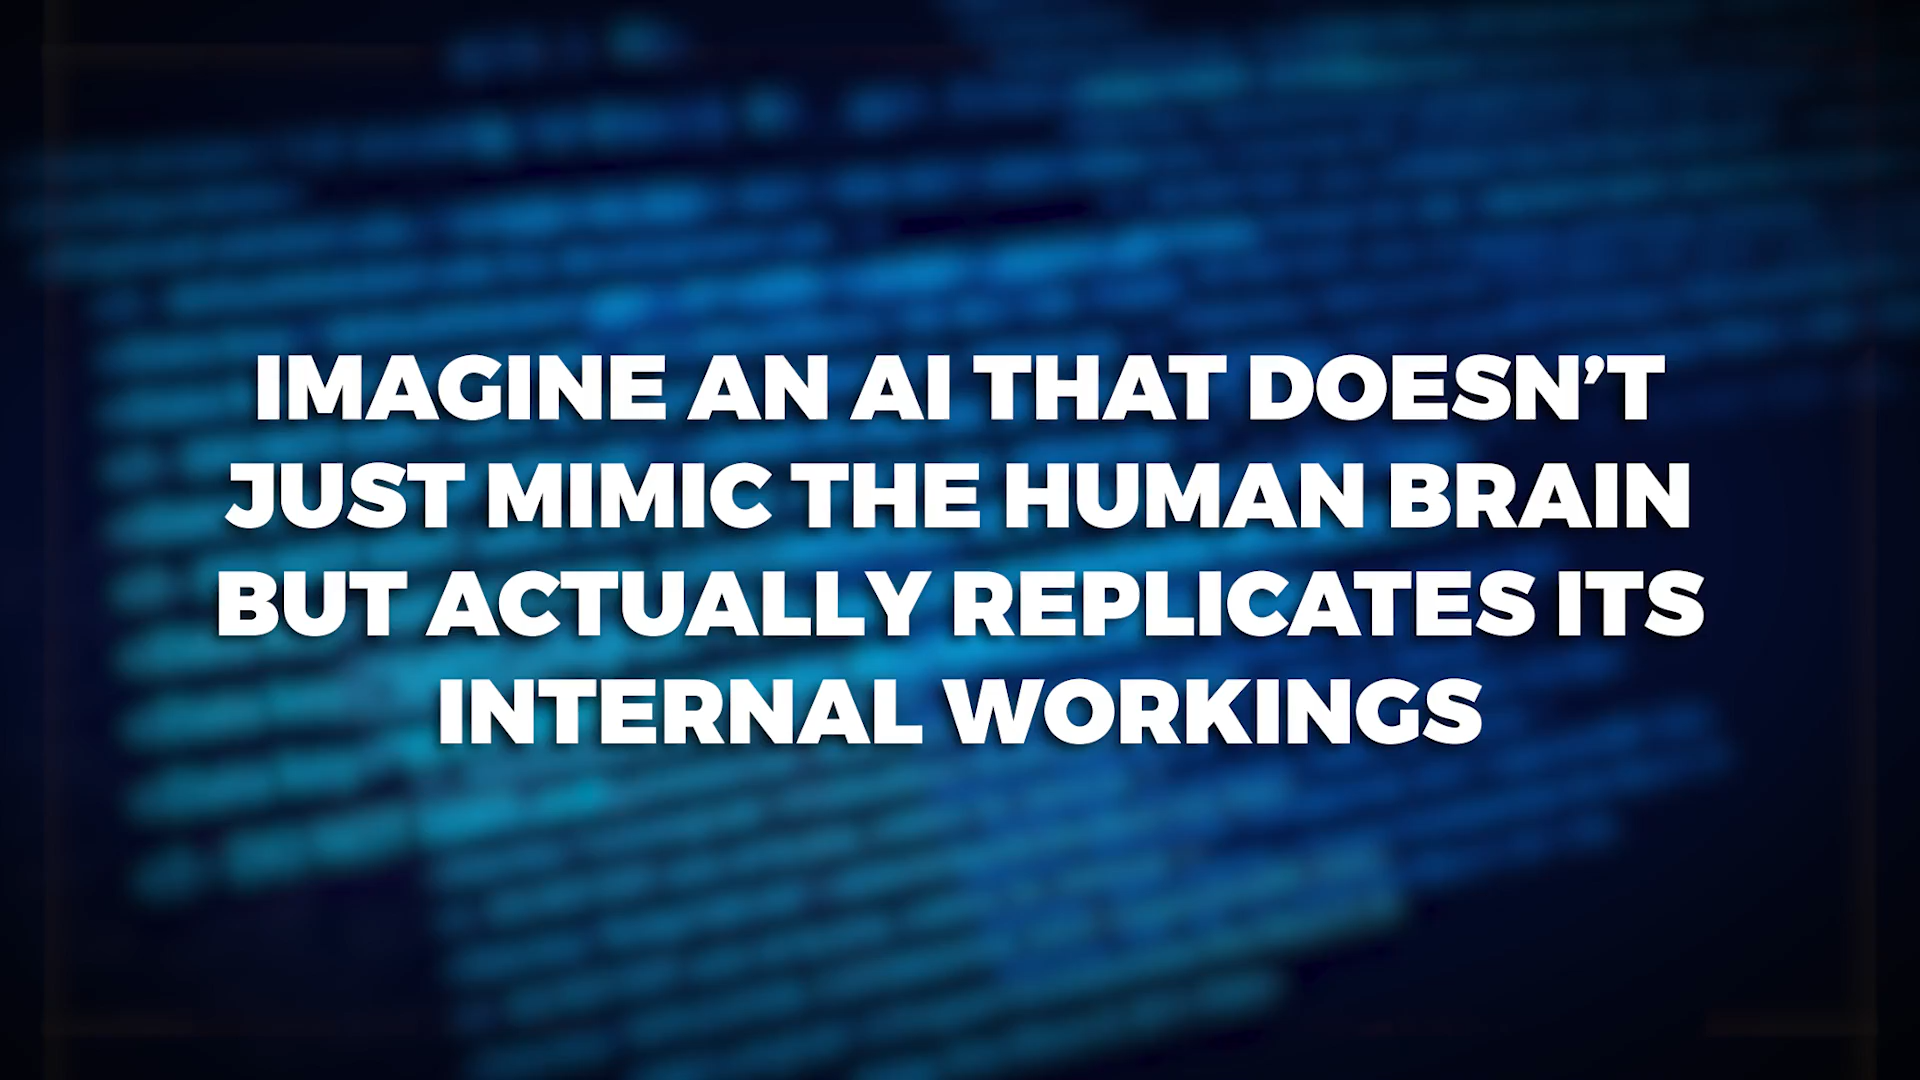 IMAGINE AN AI THAT DOESN’T
JUST MIMIC THE HUMAN BRAIN
BUT ACTUALLY REPLICATES ITS
INTERNAL WORKINGS